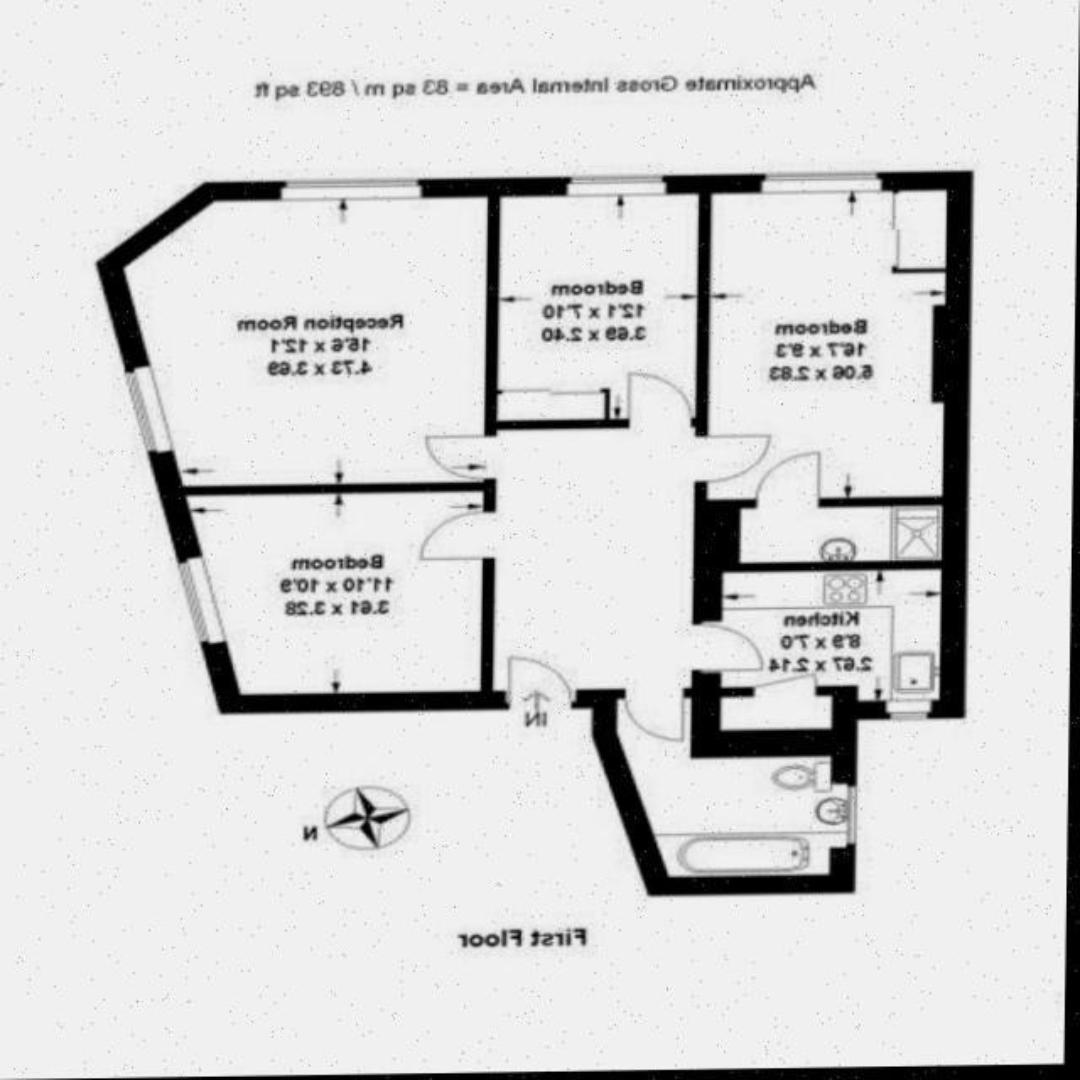 Approximate Gross Internal Area = 83 sq m / 893 sq ft
Bedroom
12'1 x 7'10
3.69 x 2.40
Reception Room
15'6 x 12'1
4.73 x 3.69
Bedroom
16'7 x 9'3
5.06 x 2.83
Bedroom
11'10 x 10'9
3.61 x 3.28
Kitchen
8'9 x 7'0
2.67 x 2.14
IN
N
First Floor